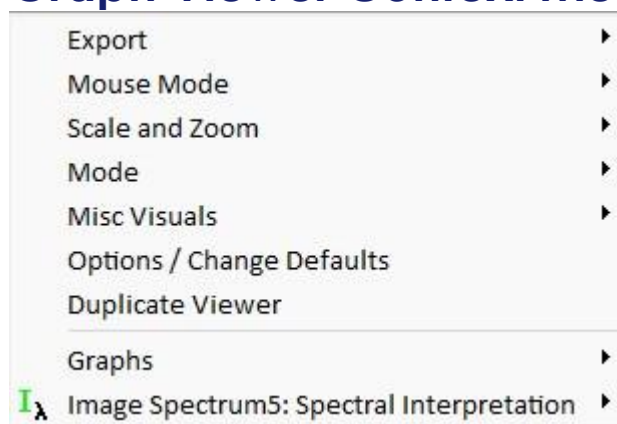 Export
Mouse Mode
Scale and Zoom
Mode
Misc Visuals
Options / Change Defaults
Duplicate Viewer
Graphs
Iλ Image Spectrum5: Spectral Interpretation